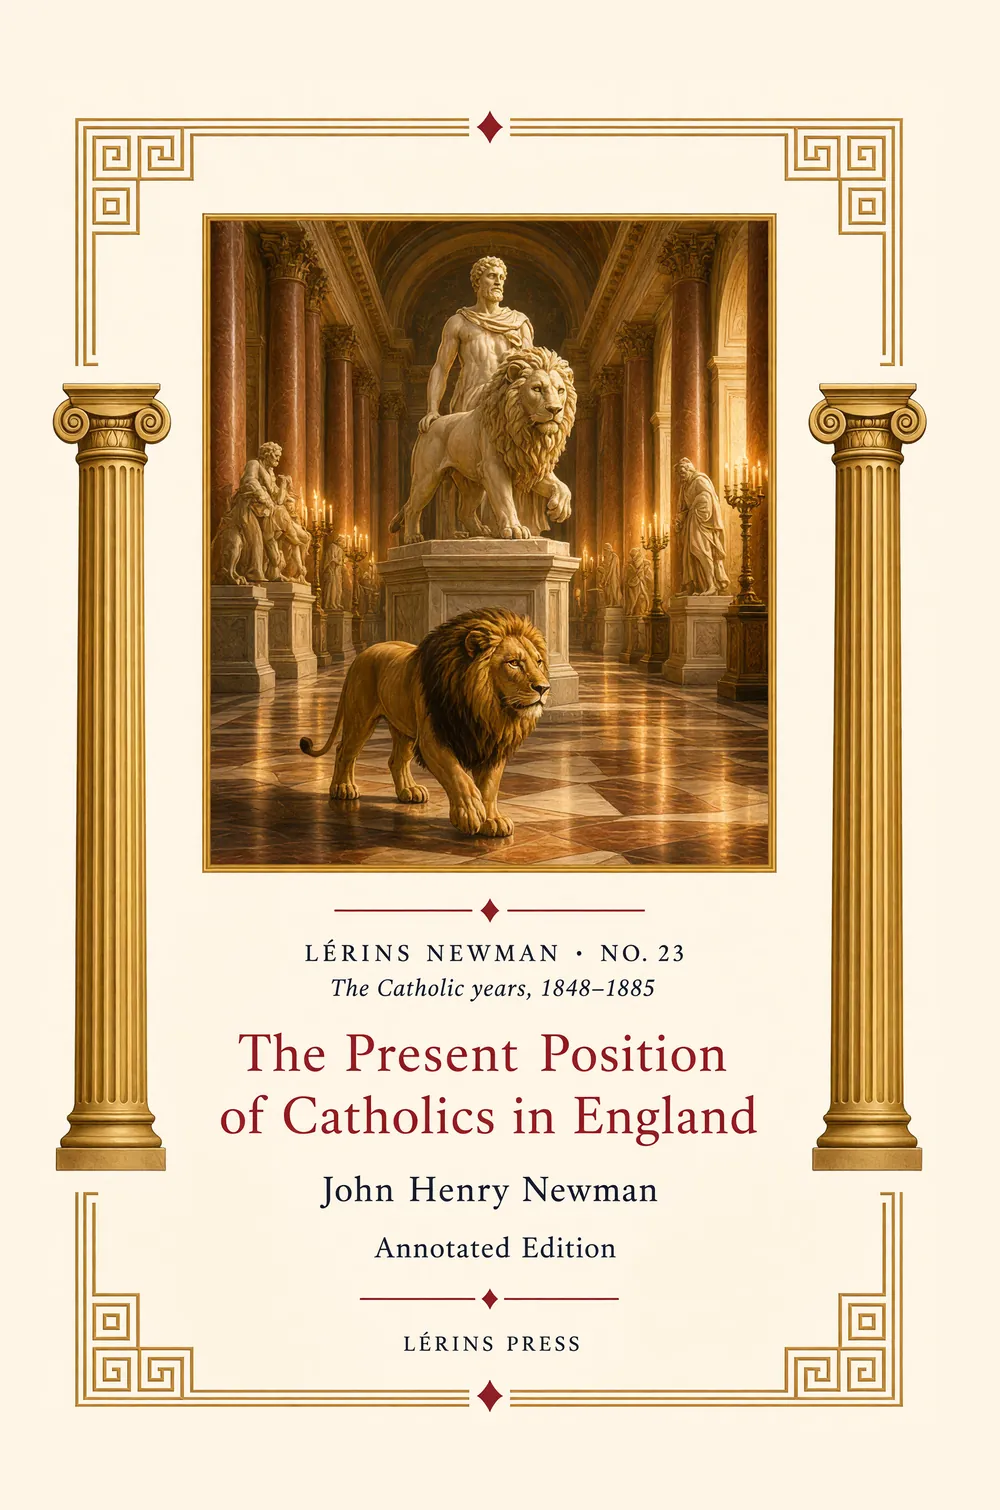 LÉRINS NEWMAN • NO. 23
The Catholic years, 1848–1885
The Present Position
of Catholics in England
John Henry Newman
Annotated Edition
LÉRINS PRESS